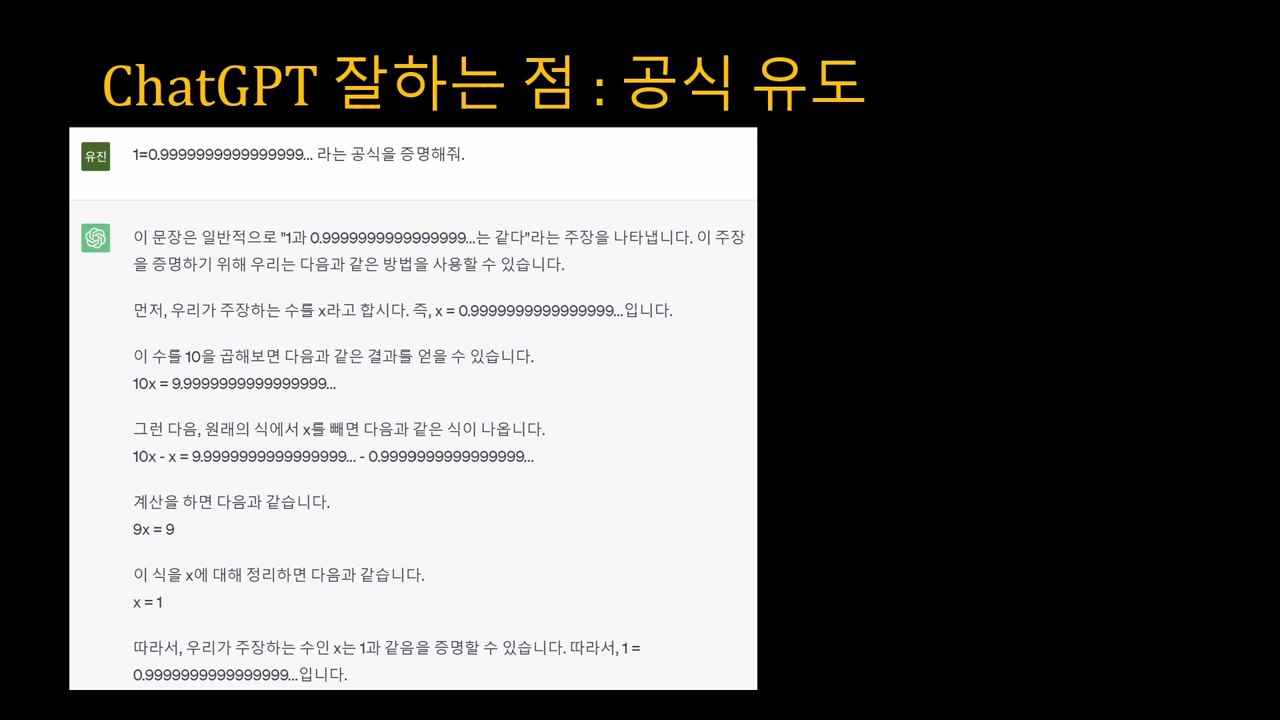 ChatGPT 잘하는 점 : 공식 유도
유진
1=0.9999999999999999... 라는 공식을 증명해줘.
이 문장은 일반적으로 "1과 0.9999999999999999...는 같다"라는 주장을 나타냅니다. 이 주장
을 증명하기 위해 우리는 다음과 같은 방법을 사용할 수 있습니다.
먼저, 우리가 주장하는 수를 x라고 합시다. 즉, x = 0.9999999999999999...입니다.
이 수를 10을 곱해보면 다음과 같은 결과를 얻을 수 있습니다.
10x = 9.9999999999999999...
그런 다음, 원래의 식에서 x를 빼면 다음과 같은 식이 나옵니다.
10x - x = 9.9999999999999999... - 0.9999999999999999...
계산을 하면 다음과 같습니다.
9x = 9
이 식을 x에 대해 정리하면 다음과 같습니다.
x = 1
따라서, 우리가 주장하는 수인 x는 1과 같음을 증명할 수 있습니다. 따라서, 1 =
0.9999999999999999...입니다.